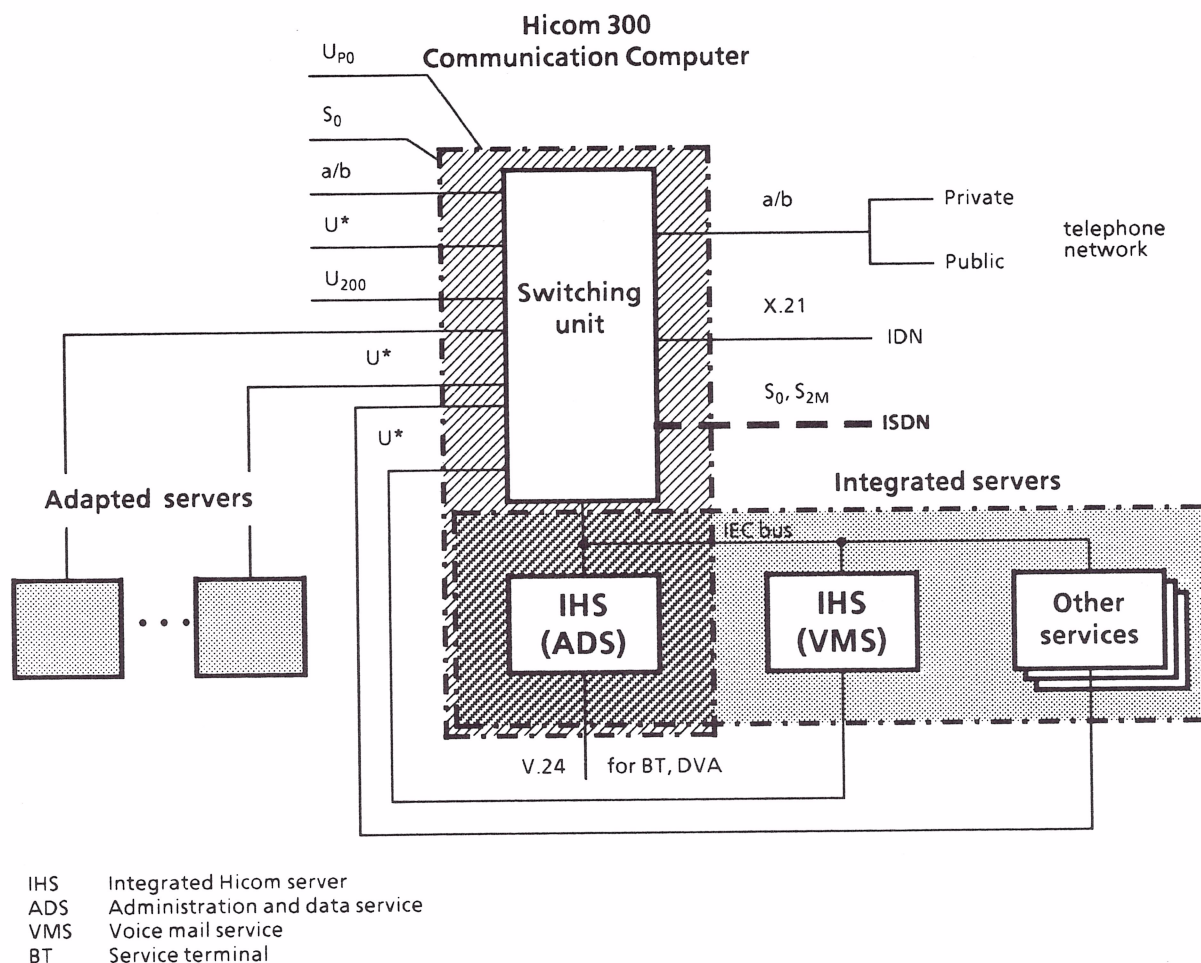 Hicom 300
Communication Computer
U_P0
S_0
a/b
U*
U_200
U*
U*
Switching
unit
a/b
Private
Public
telephone
network
X.21
IDN
S_0, S_2M
ISDN
Adapted servers
Integrated servers
IEC bus
IHS
(ADS)
IHS
(VMS)
Other
services
V.24 for BT, DVA
IHS Integrated Hicom server
ADS Administration and data service
VMS Voice mail service
BT Service terminal